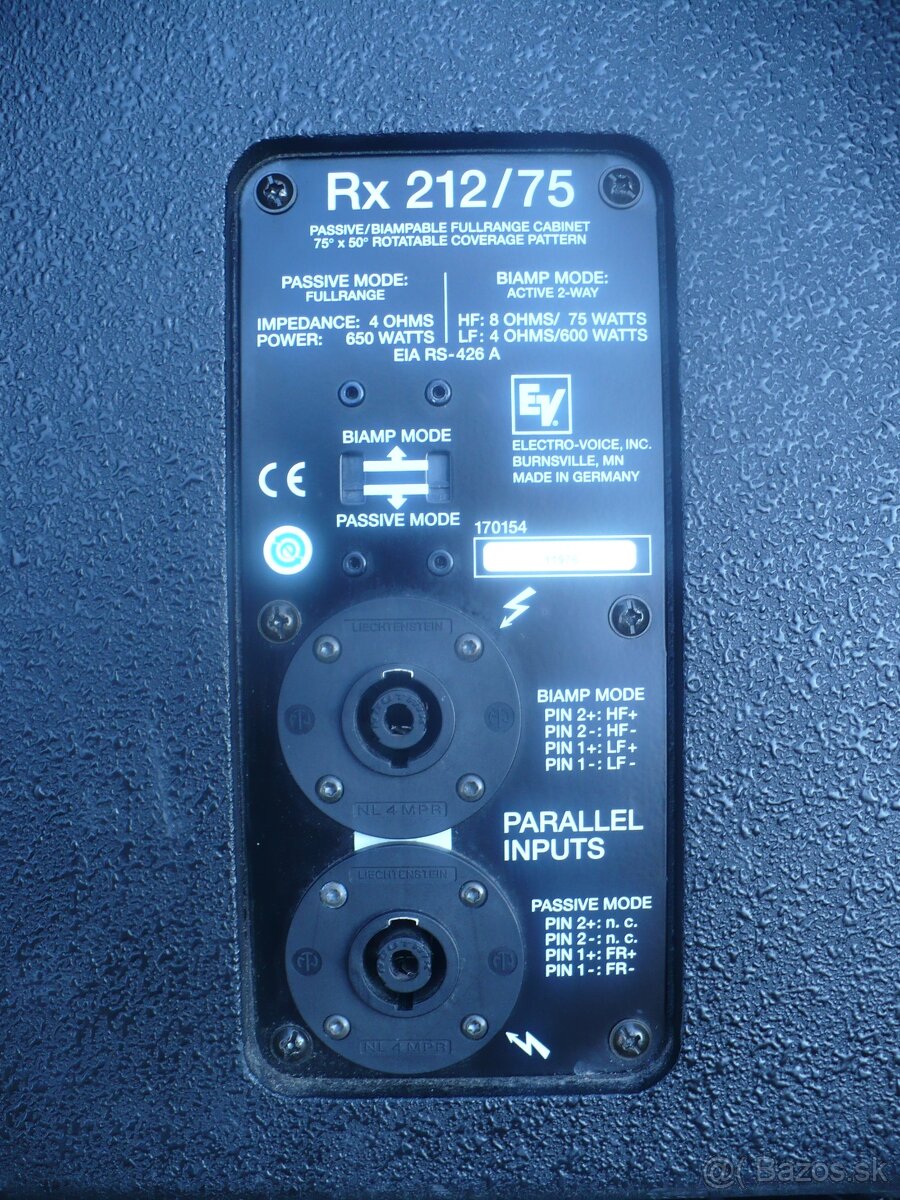 Rx 212/75
PASSIVE/BIAMPABLE FULLRANGE CABINET
75° x 50° ROTATABLE COVERAGE PATTERN
PASSIVE MODE:
FULLRANGE
IMPEDANCE: 4 OHMS
POWER: 650 WATTS
BIAMP MODE:
ACTIVE 2-WAY
HF: 8 OHMS/ 75 WATTS
LF: 4 OHMS/600 WATTS
EIA RS-426 A
EV®
BIAMP MODE
ELECTRO-VOICE, INC.
BURNSVILLE, MN
MADE IN GERMANY
CE
PASSIVE MODE
170154
LIECHTENSTEIN
NL4MPR
BIAMP MODE
PIN 2+: HF+
PIN 2-: HF-
PIN 1+: LF+
PIN 1-: LF-
PARALLEL
INPUTS
LIECHTENSTEIN
NL4MPR
PASSIVE MODE
PIN 2+: n. c.
PIN 2-: n. c.
PIN 1+: FR+
PIN 1-: FR-
Bazos.sk